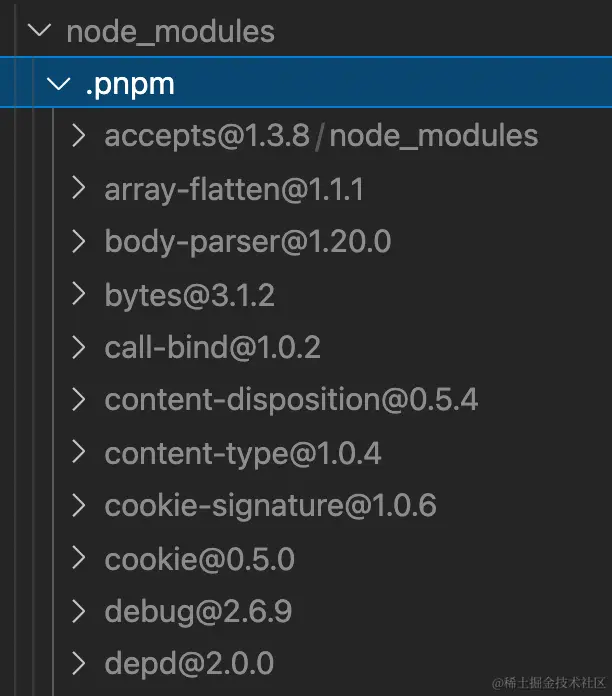 node_modules
.pnpm
accepts@1.3.8/node_modules
array-flatten@1.1.1
body-parser@1.20.0
bytes@3.1.2
call-bind@1.0.2
content-disposition@0.5.4
content-type@1.0.4
cookie-signature@1.0.6
cookie@0.5.0
debug@2.6.9
depd@2.0.0
@稀土掘金技术社区